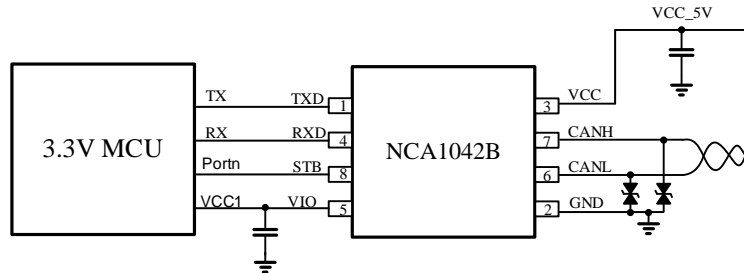 VCC_5V
TX TXD 1 3 VCC
RX RXD 4 7 CANH
3.3V MCU NCA1042B
Portn STB 8 6 CANL
VCC1 VIO 5 2 GND